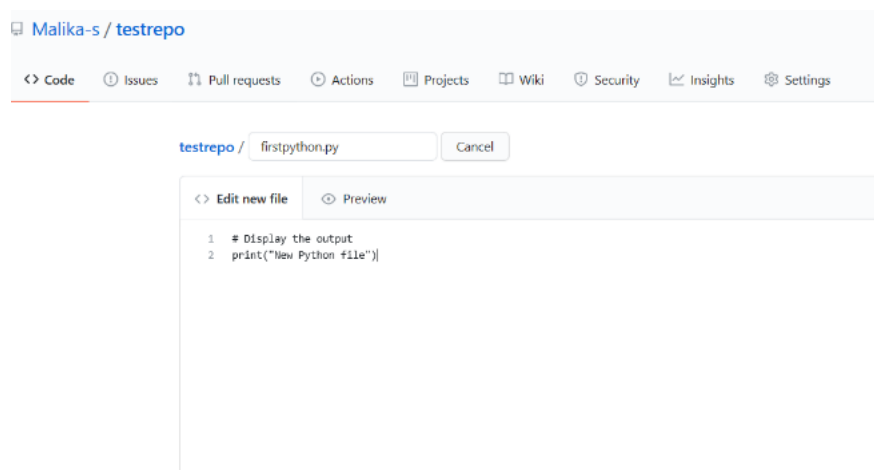 Malika-s / testrepo
<> Code Issues Pull requests Actions Projects Wiki Security Insights Settings
testrepo / firstpython.py Cancel
<> Edit new file Preview
1 # Display the output
2 print("New Python file")